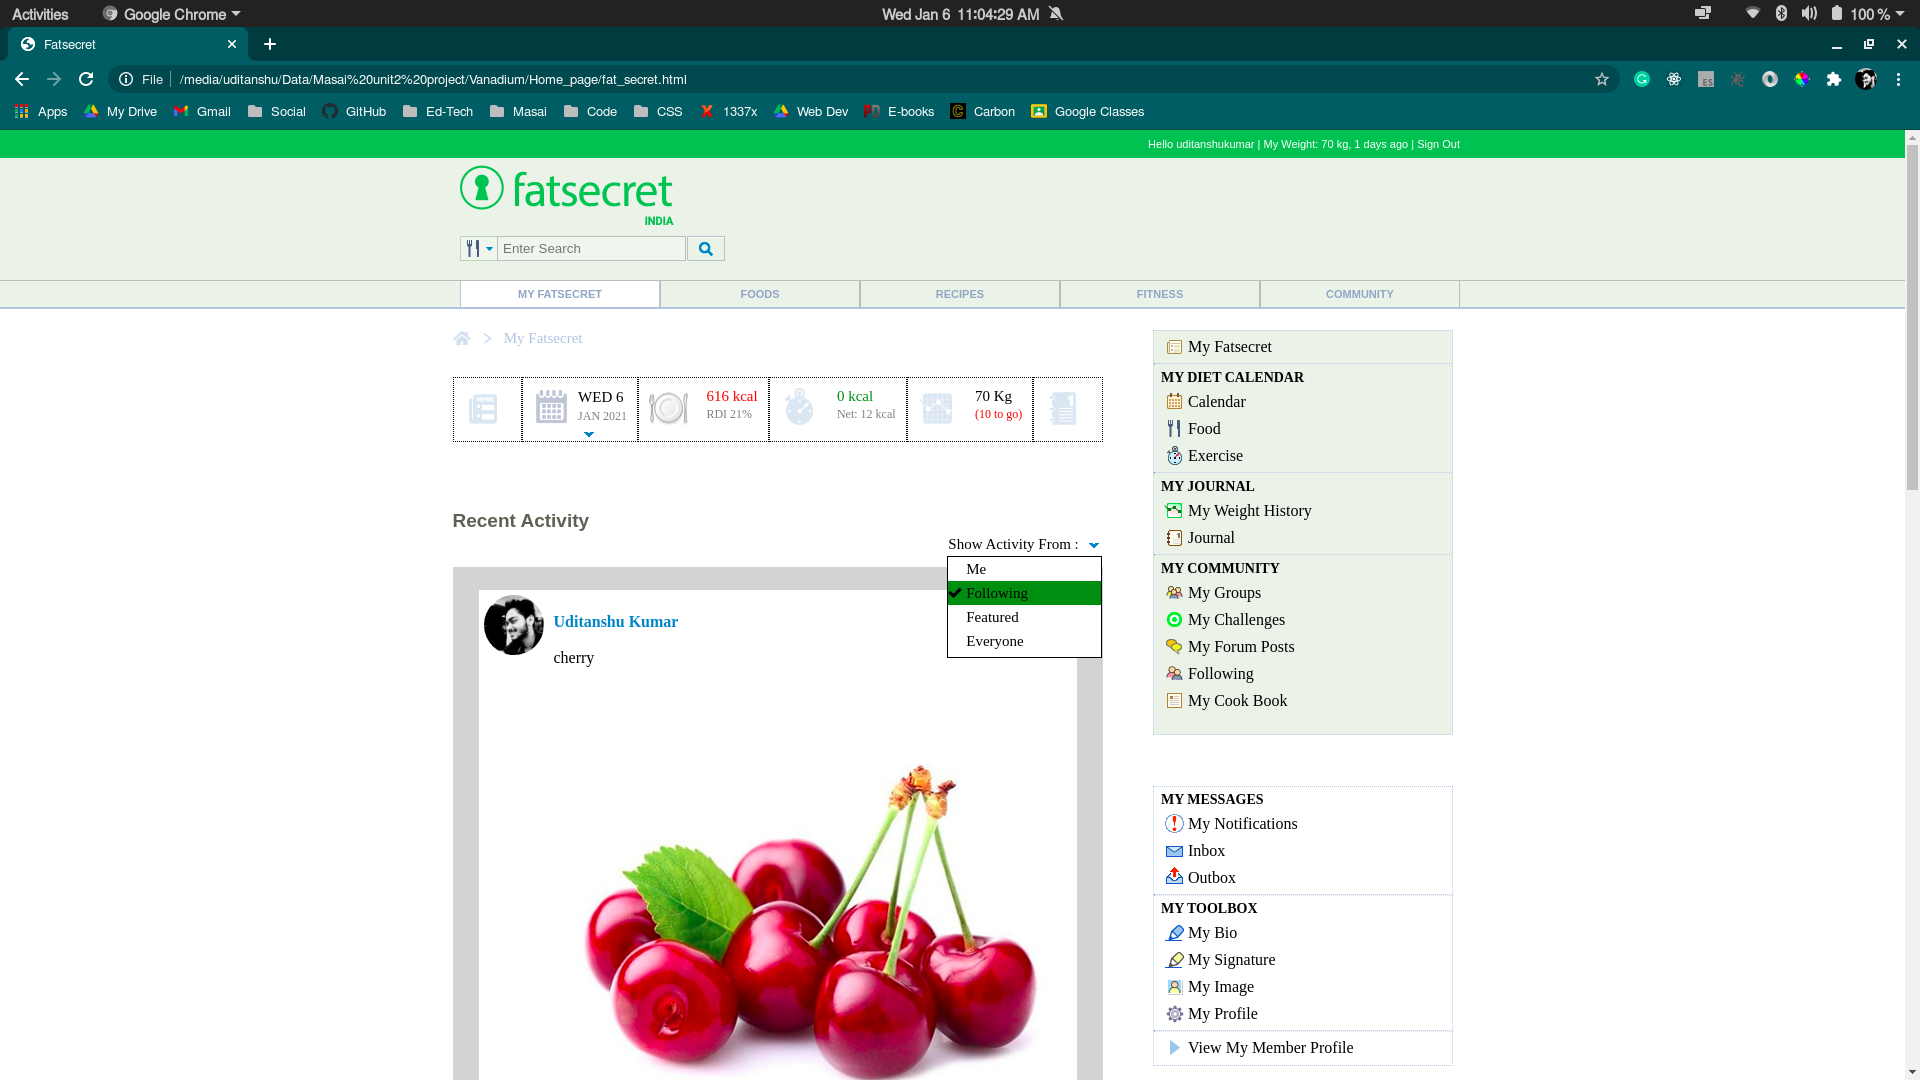 Activities
Google Chrome
Wed Jan 6 11:04:29 AM
100 %
Fatsecret
File
/media/uditanshu/Data/Masai%20unit2%20project/Vanadium/Home_page/fat_secret.html
Apps
My Drive
Gmail
Social
GitHub
Ed-Tech
Masai
Code
CSS
1337x
Web Dev
E-books
Carbon
Google Classes
Hello uditanshukumar | My Weight: 70 kg, 1 days ago | Sign Out
fatsecret
INDIA
Enter Search
MY FATSECRET
FOODS
RECIPES
FITNESS
COMMUNITY
> My Fatsecret
WED 6
JAN 2021
616 kcal
RDI 21%
0 kcal
Net: 12 kcal
70 Kg
(10 to go)
Recent Activity
Show Activity From :
Me
Following
Featured
Everyone
Uditanshu Kumar
cherry
My Fatsecret
MY DIET CALENDAR
Calendar
Food
Exercise
MY JOURNAL
My Weight History
Journal
MY COMMUNITY
My Groups
My Challenges
My Forum Posts
Following
My Cook Book
MY MESSAGES
My Notifications
Inbox
Outbox
MY TOOLBOX
My Bio
My Signature
My Image
My Profile
View My Member Profile